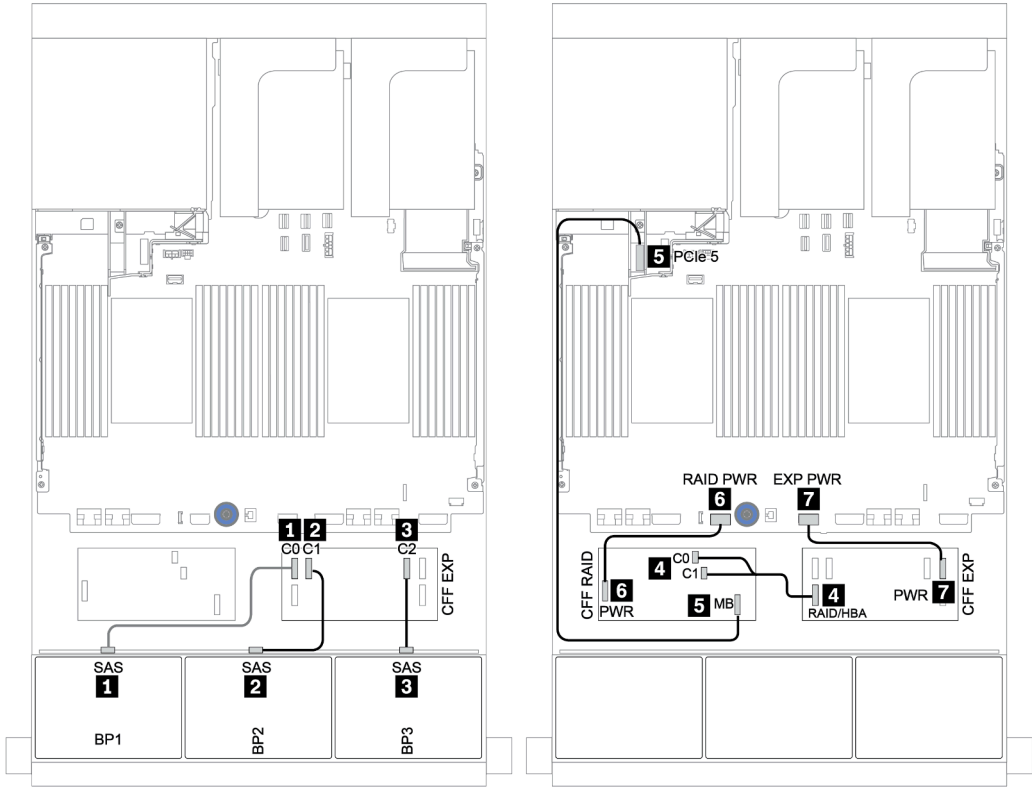 1 2 3
C0 C1 C2
CFF EXP
SAS SAS SAS
1 2 3
BP1 BP2 BP3
5 PCIe 5
RAID PWR EXP PWR
6 7
CFF RAID
4 C0
C1
6
PWR
5 MB
4
RAID/HBA
PWR 7
CFF EXP